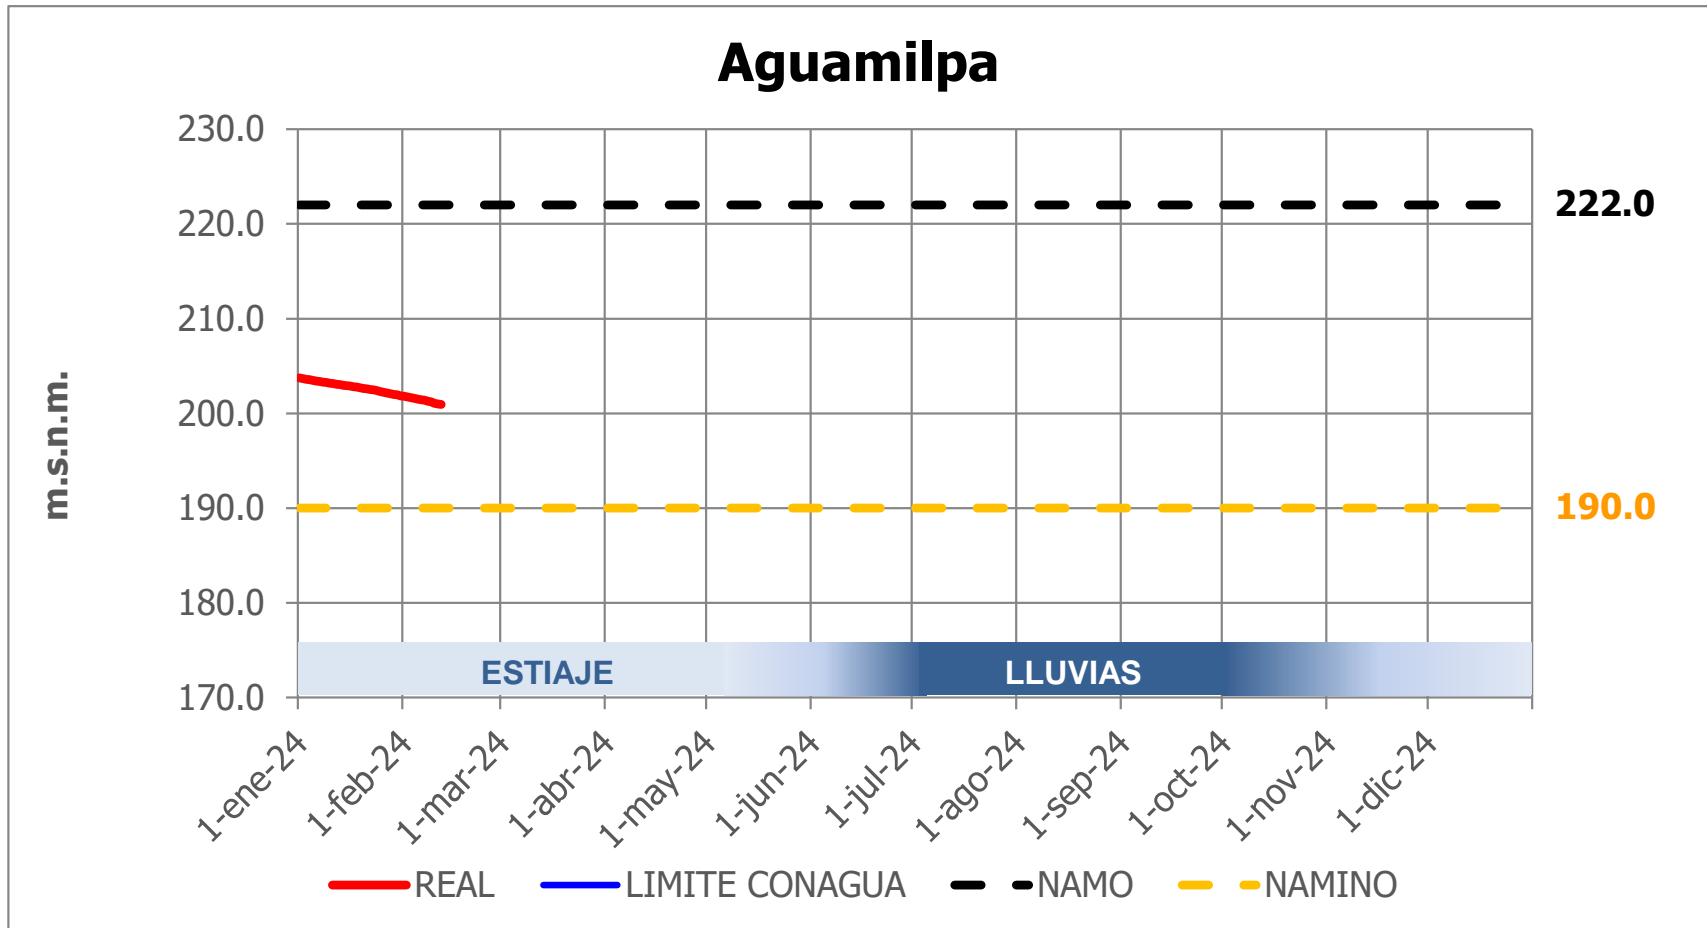 Aguamilpa
m.s.n.m.
230.0
220.0
210.0
200.0
190.0
180.0
170.0
222.0
190.0
ESTIAJE
LLUVIAS
1-ene-24
1-feb-24
1-mar-24
1-abr-24
1-may-24
1-jun-24
1-jul-24
1-ago-24
1-sep-24
1-oct-24
1-nov-24
1-dic-24
REAL
LIMITE CONAGUA
NAMO
NAMINO